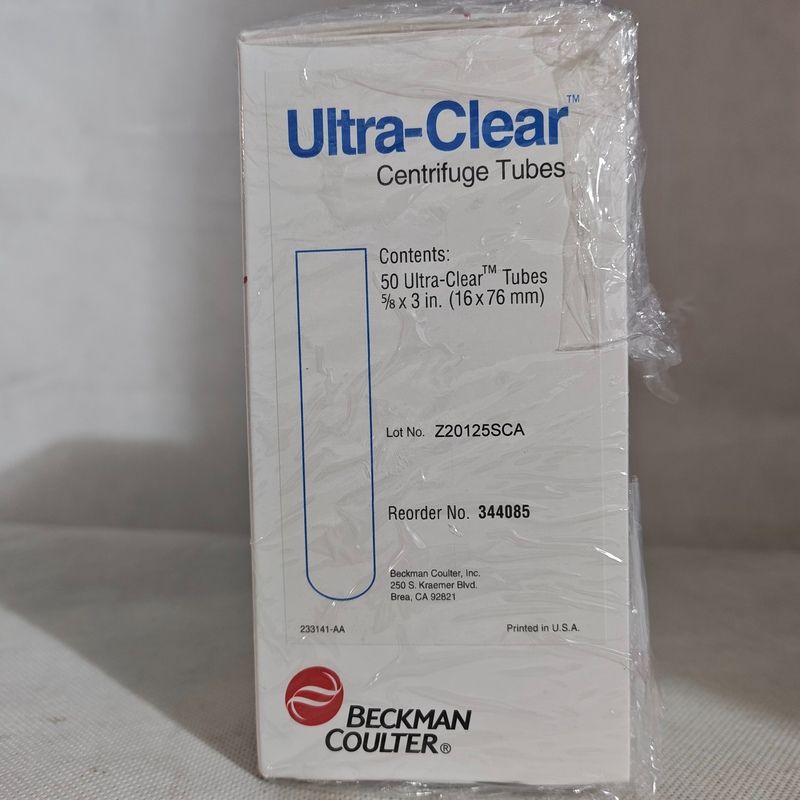 Ultra-Clear™
Centrifuge Tubes
Contents:
50 Ultra-Clear™ Tubes
⅝ x 3 in. (16 x 76 mm)
Lot No. Z20125SCA
Reorder No. 344085
Beckman Coulter, Inc.
250 S. Kraemer Blvd.
Brea, CA 92821
233141-AA Printed in U.S.A.
BECKMAN
COULTER®